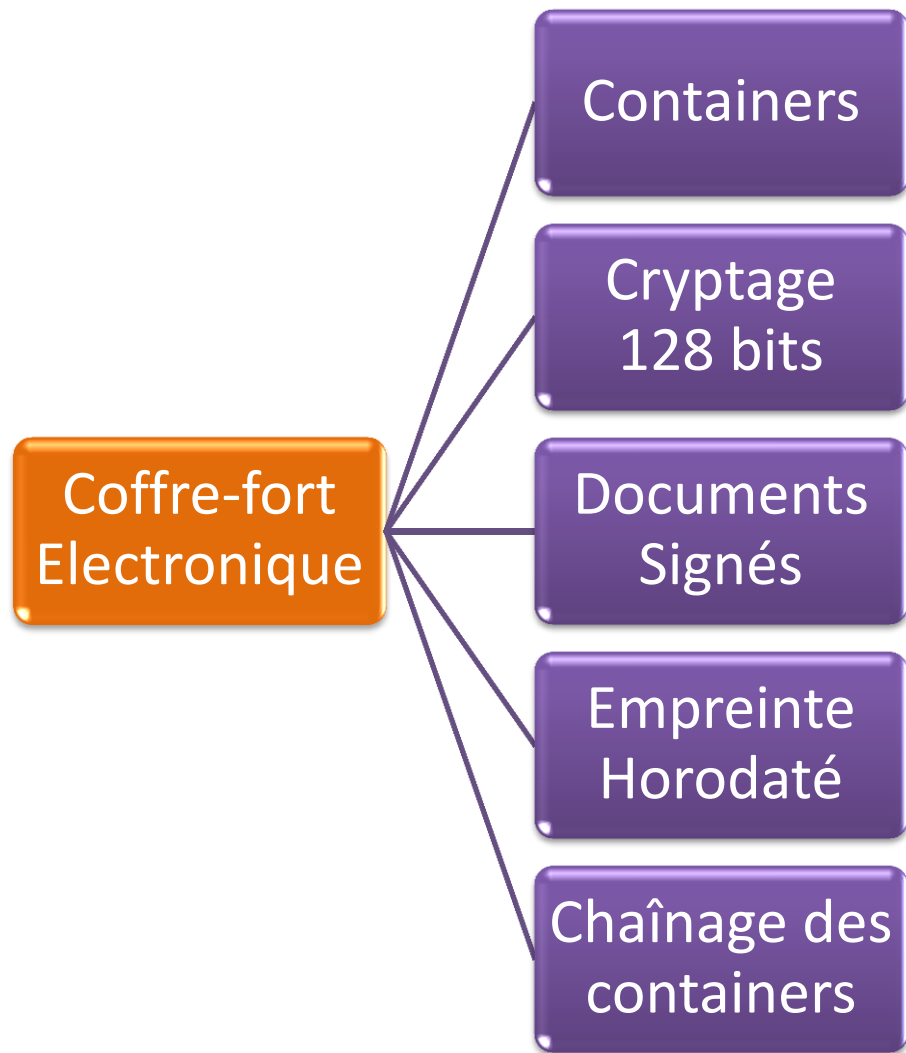 Containers
Cryptage
128 bits
Coffre-fort
Electronique
Documents
Signés
Empreinte
Horodaté
Chaînage des
containers